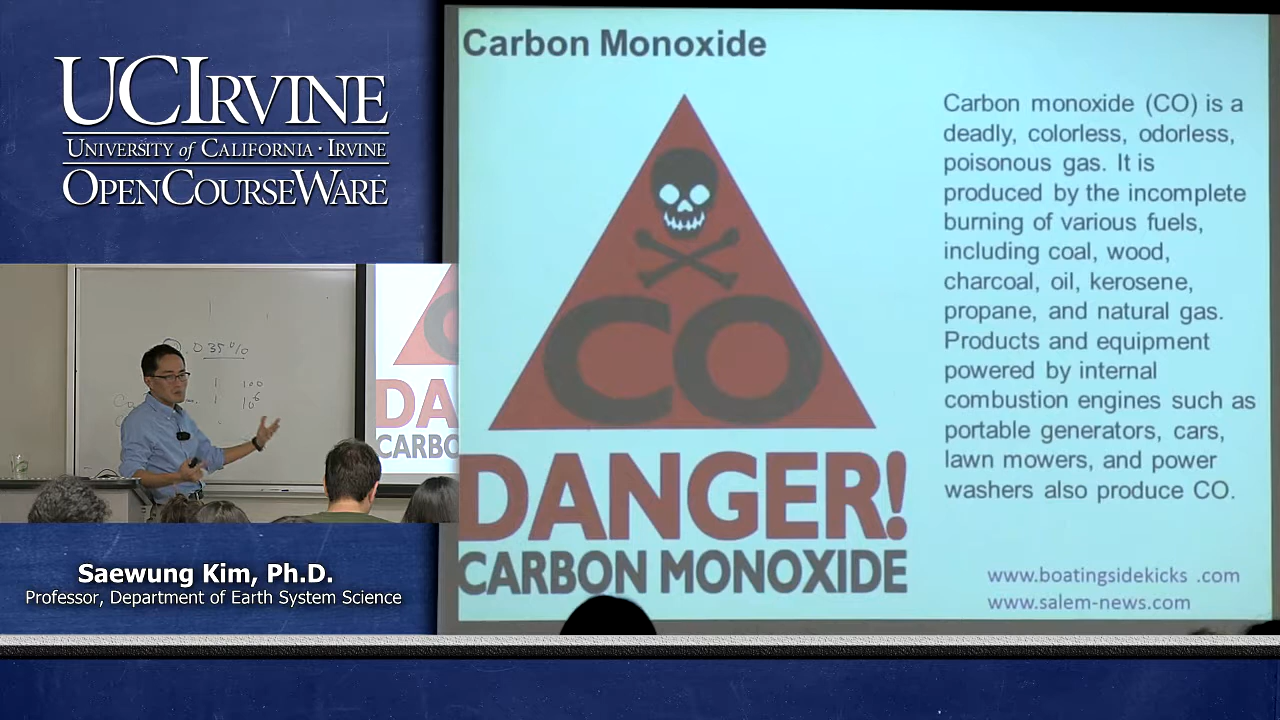 UCIRVINE
UNIVERSITY of CALIFORNIA · IRVINE
OPENCOURSEWARE
.035%
1 100
1 10⁶
DA
CARBO
Saewung Kim, Ph.D.
Professor, Department of Earth System Science
Carbon Monoxide
CO
DANGER!
CARBON MONOXIDE
Carbon monoxide (CO) is a
deadly, colorless, odorless,
poisonous gas. It is
produced by the incomplete
burning of various fuels,
including coal, wood,
charcoal, oil, kerosene,
propane, and natural gas.
Products and equipment
powered by internal
combustion engines such as
portable generators, cars,
lawn mowers, and power
washers also produce CO.
www.boatingsidekicks .com
www.salem-news.com